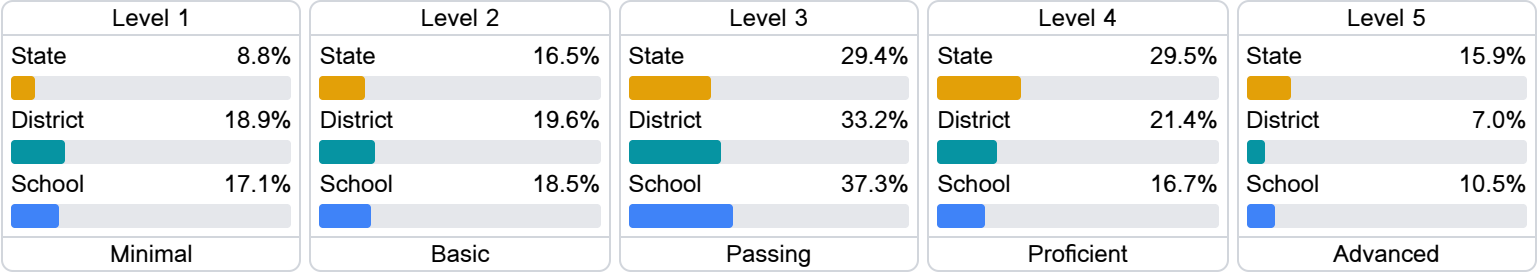 Level 1
State 8.8%
District 18.9%
School 17.1%
Minimal
Level 2
State 16.5%
District 19.6%
School 18.5%
Basic
Level 3
State 29.4%
District 33.2%
School 37.3%
Passing
Level 4
State 29.5%
District 21.4%
School 16.7%
Proficient
Level 5
State 15.9%
District 7.0%
School 10.5%
Advanced